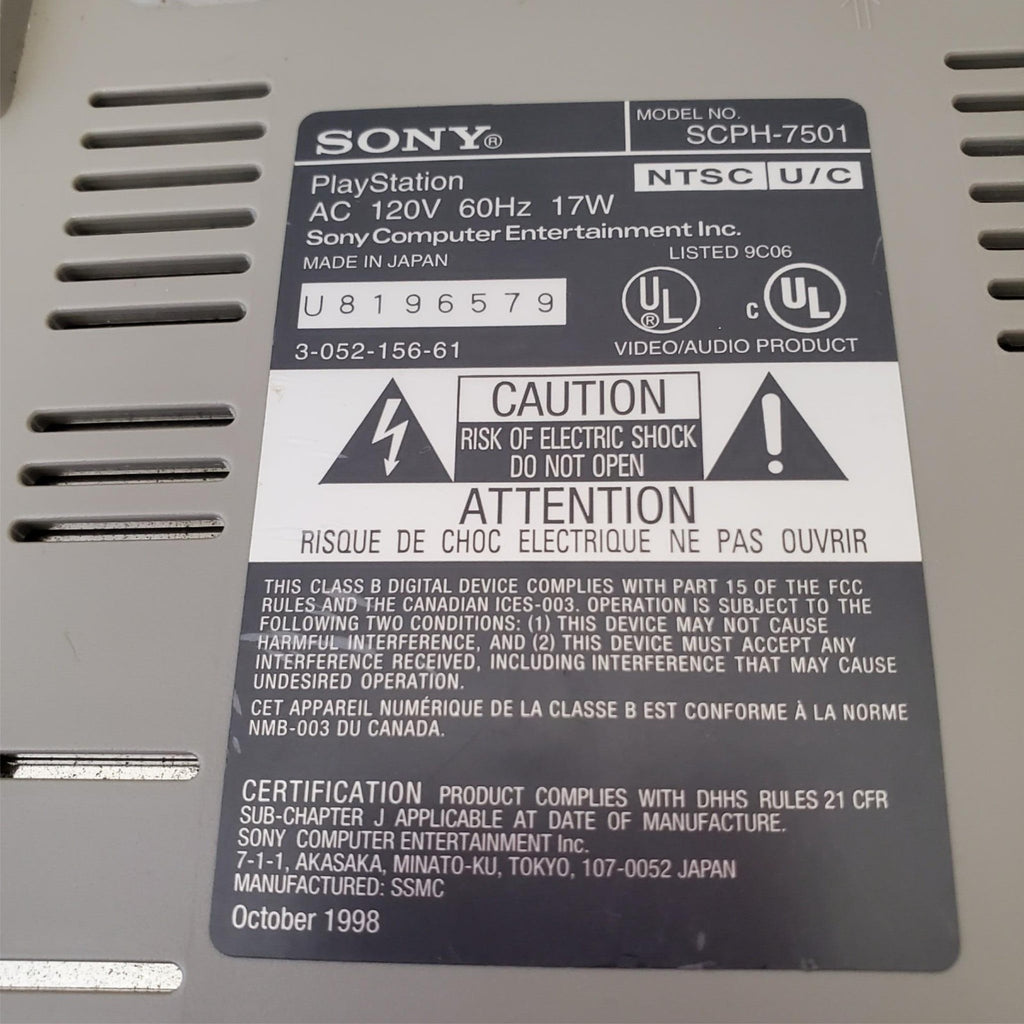 SONY®
MODEL NO.
SCPH-7501
PlayStation
NTSC U/C
AC 120V 60Hz 17W
Sony Computer Entertainment Inc.
MADE IN JAPAN
LISTED 9C06
U8196579
UL®
c UL
3-052-156-61
VIDEO/AUDIO PRODUCT
CAUTION
RISK OF ELECTRIC SHOCK
DO NOT OPEN
ATTENTION
RISQUE DE CHOC ELECTRIQUE NE PAS OUVRIR
THIS CLASS B DIGITAL DEVICE COMPLIES WITH PART 15 OF THE FCC
RULES AND THE CANADIAN ICES-003. OPERATION IS SUBJECT TO THE
FOLLOWING TWO CONDITIONS: (1) THIS DEVICE MAY NOT CAUSE
HARMFUL INTERFERENCE, AND (2) THIS DEVICE MUST ACCEPT ANY
INTERFERENCE RECEIVED, INCLUDING INTERFERENCE THAT MAY CAUSE
UNDESIRED OPERATION.
CET APPAREIL NUMÉRIQUE DE LA CLASSE B EST CONFORME À LA NORME
NMB-003 DU CANADA.
CERTIFICATION PRODUCT COMPLIES WITH DHHS RULES 21 CFR
SUB-CHAPTER J APPLICABLE AT DATE OF MANUFACTURE.
SONY COMPUTER ENTERTAINMENT Inc.
7-1-1, AKASAKA, MINATO-KU, TOKYO, 107-0052 JAPAN
MANUFACTURED: SSMC
October 1998